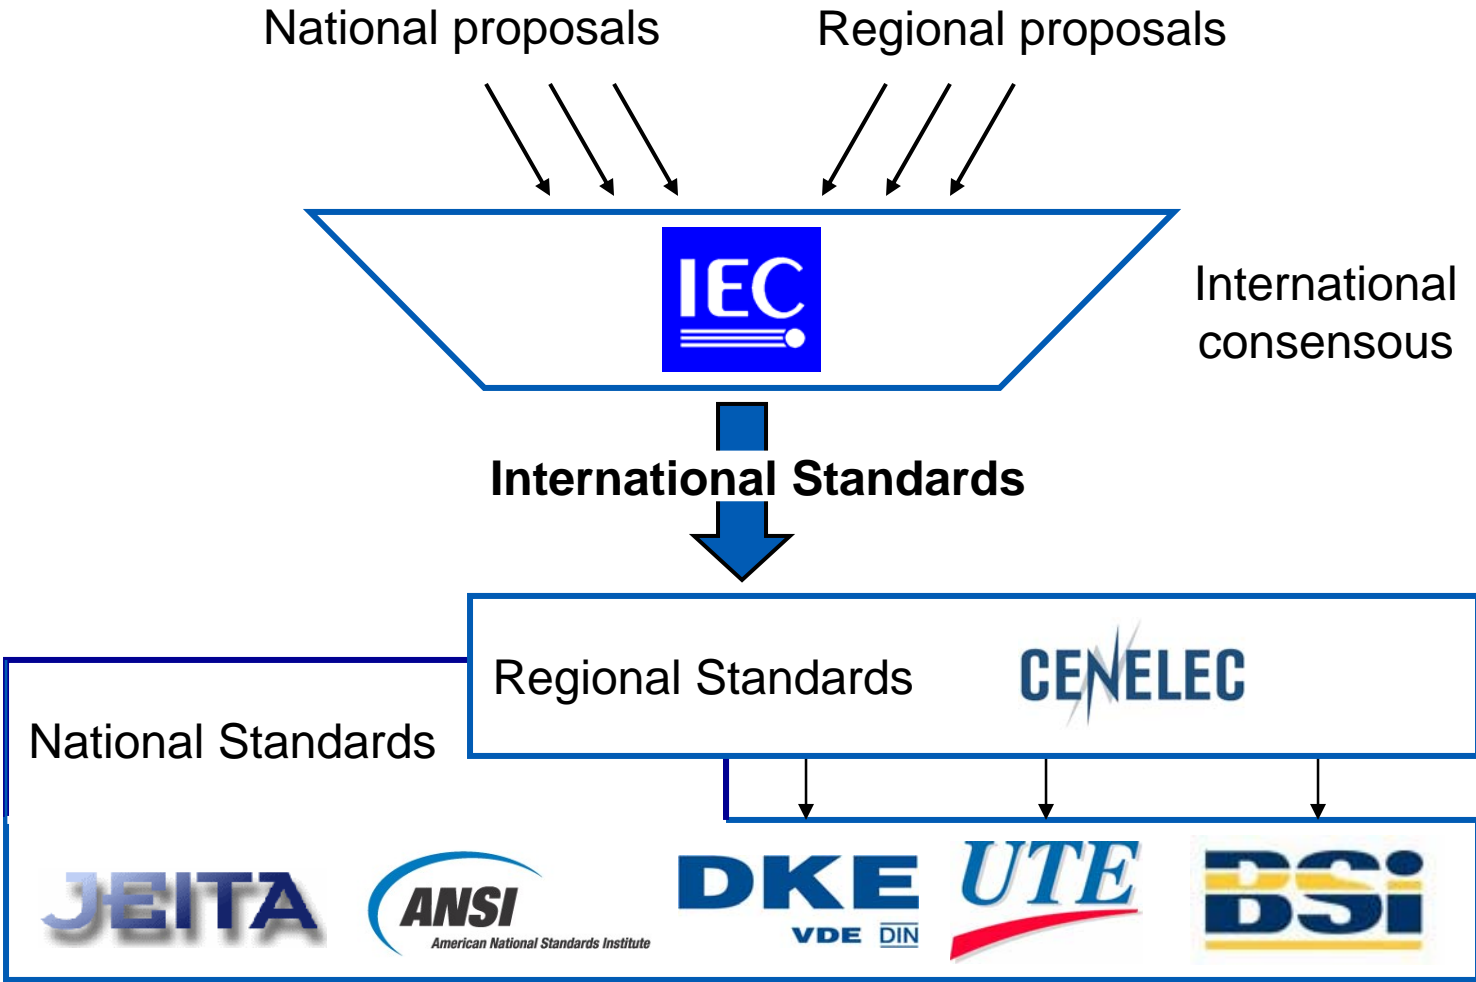 National proposals
Regional proposals
IEC
International
consensous
International Standards
Regional Standards
CENELEC
National Standards
JEITA
ANSI
American National Standards Institute
DKE
VDE DIN
UTE
BSi